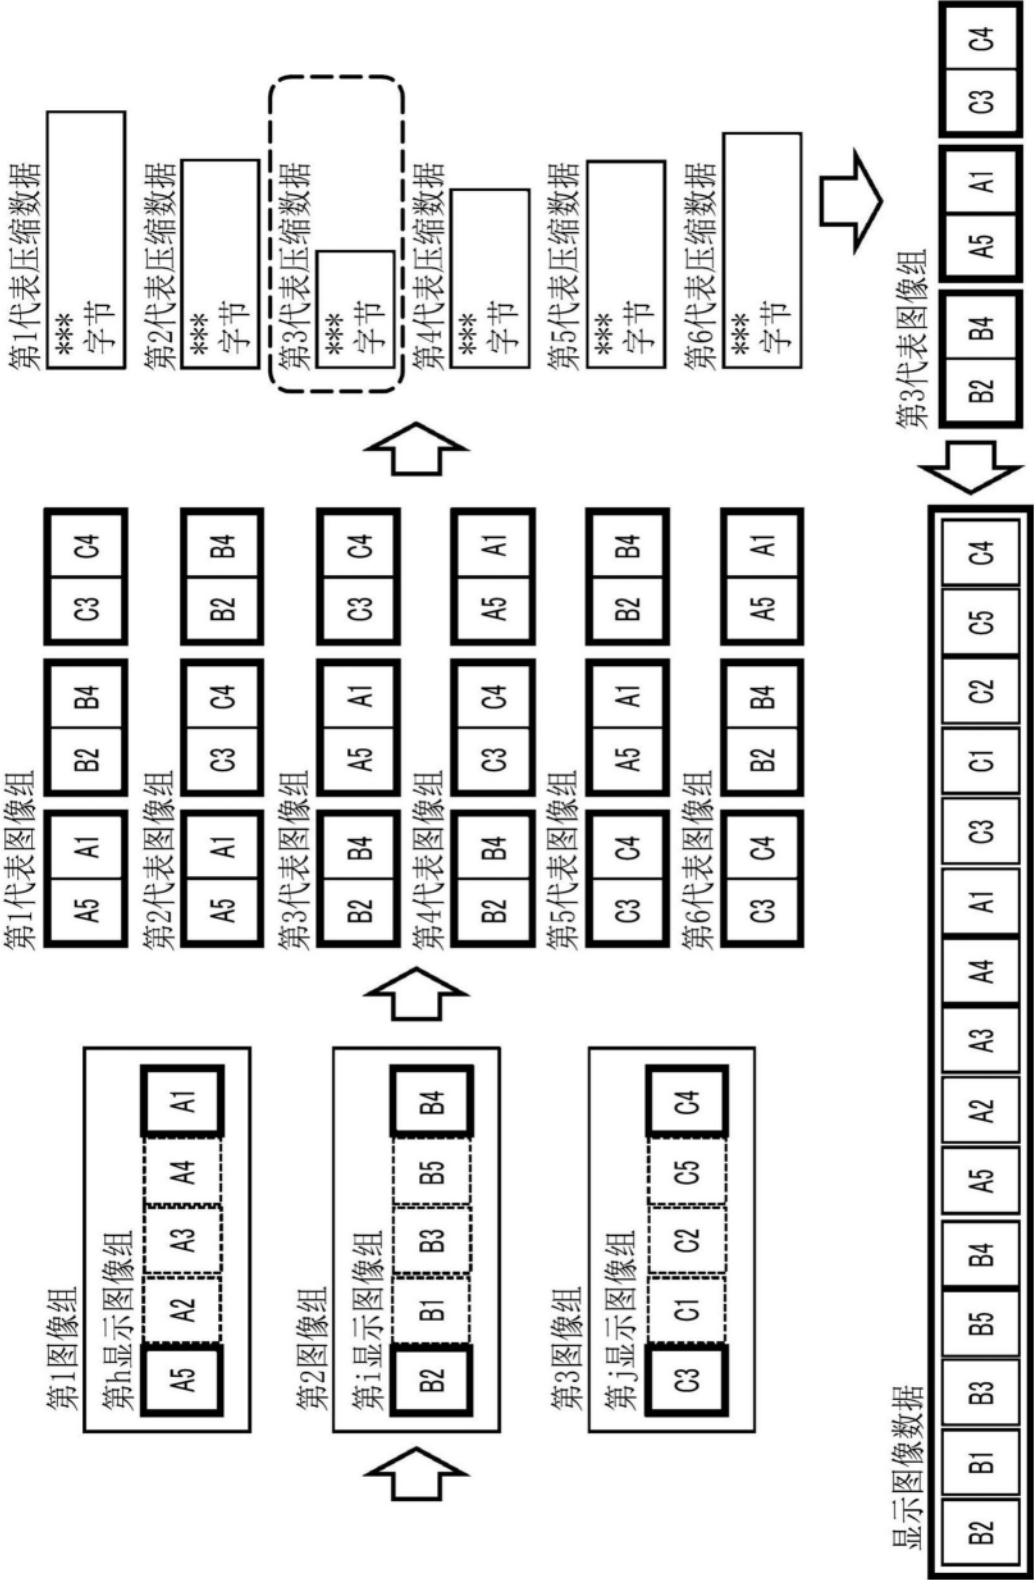 第1图像组
第h显示图像组
A5 A2 A3 A4 A1
第2图像组
第i显示图像组
B2 B1 B3 B5 B4
第3图像组
第j显示图像组
C3 C1 C2 C5 C4
第1代表图像组
A5 A1 B2 B4 C3 C4
第2代表图像组
A5 A1 C3 C4 B2 B4
第3代表图像组
B2 B4 A5 A1 C3 C4
第4代表图像组
B2 B4 C3 C4 A5 A1
第5代表图像组
C3 C4 A5 A1 B2 B4
第6代表图像组
C3 C4 B2 B4 A5 A1
第1代表压缩数据
***
字节
第2代表压缩数据
***
字节
第3代表压缩数据
***
字节
第4代表压缩数据
***
字节
第5代表压缩数据
***
字节
第6代表压缩数据
***
字节
第3代表图像组
B2 B4 A5 A1 C3 C4
显示图像数据
B2 B1 B3 B5 B4 A5 A2 A3 A4 A1 C3 C1 C2 C5 C4